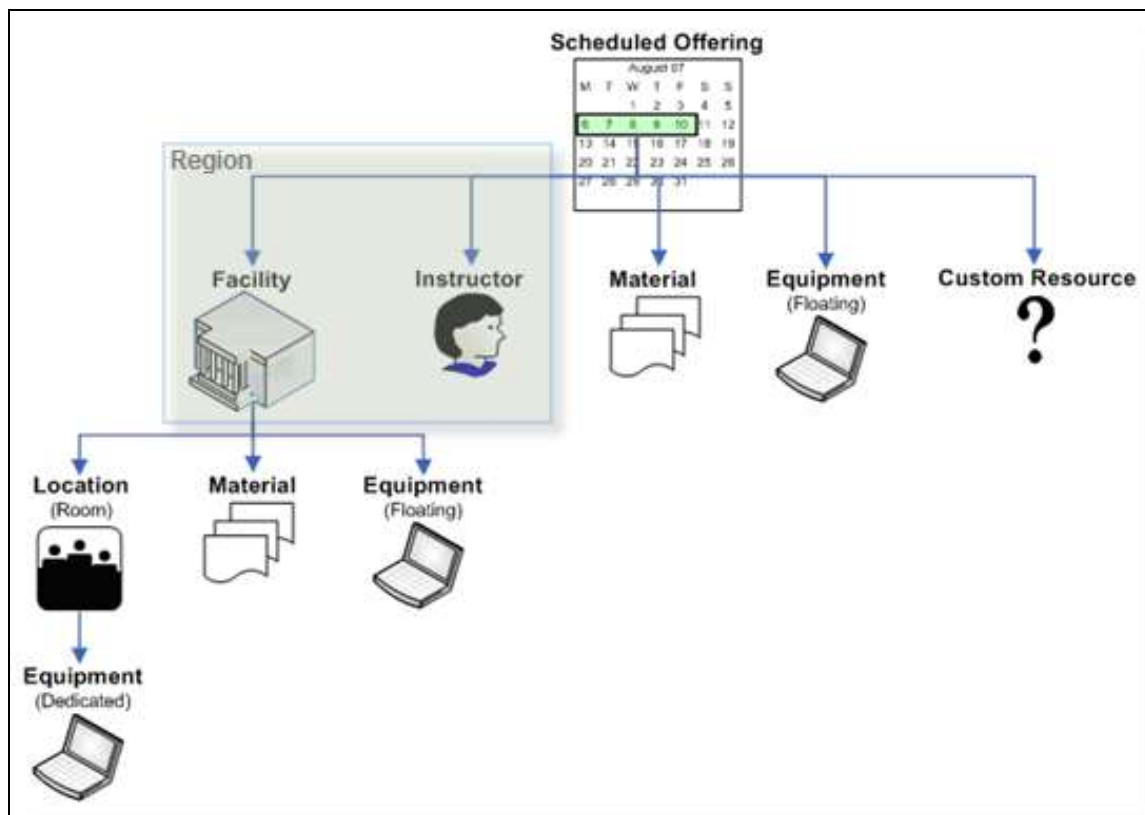 Scheduled Offering
August 07
M T W T F S S
1 2 3 4 5
6 7 8 9 10 11 12
13 14 15 16 17 18 19
20 21 22 23 24 25 26
27 28 29 30 31
Region
Facility
Instructor
Material
Equipment
(Floating)
Custom Resource
?
Location
(Room)
Material
Equipment
(Floating)
Equipment
(Dedicated)